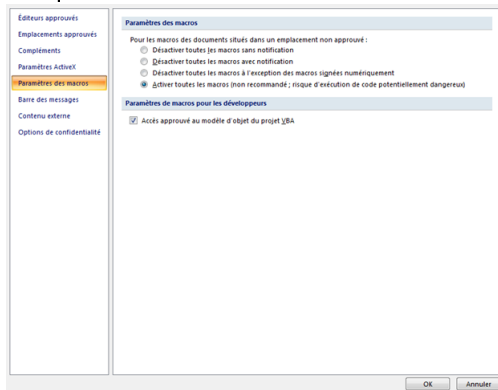 Éditeurs approuvés
Emplacements approuvés
Compléments
Paramètres ActiveX
Paramètres des macros
Barre des messages
Contenu externe
Options de confidentialité
Paramètres des macros
Pour les macros des documents situés dans un emplacement non approuvé :
Désactiver toutes les macros sans notification
Désactiver toutes les macros avec notification
Désactiver toutes les macros à l'exception des macros signées numériquement
Activer toutes les macros (non recommandé ; risque d'exécution de code potentiellement dangereux)
Paramètres de macros pour les développeurs
Accès approuvé au modèle d'objet du projet VBA
OK
Annuler